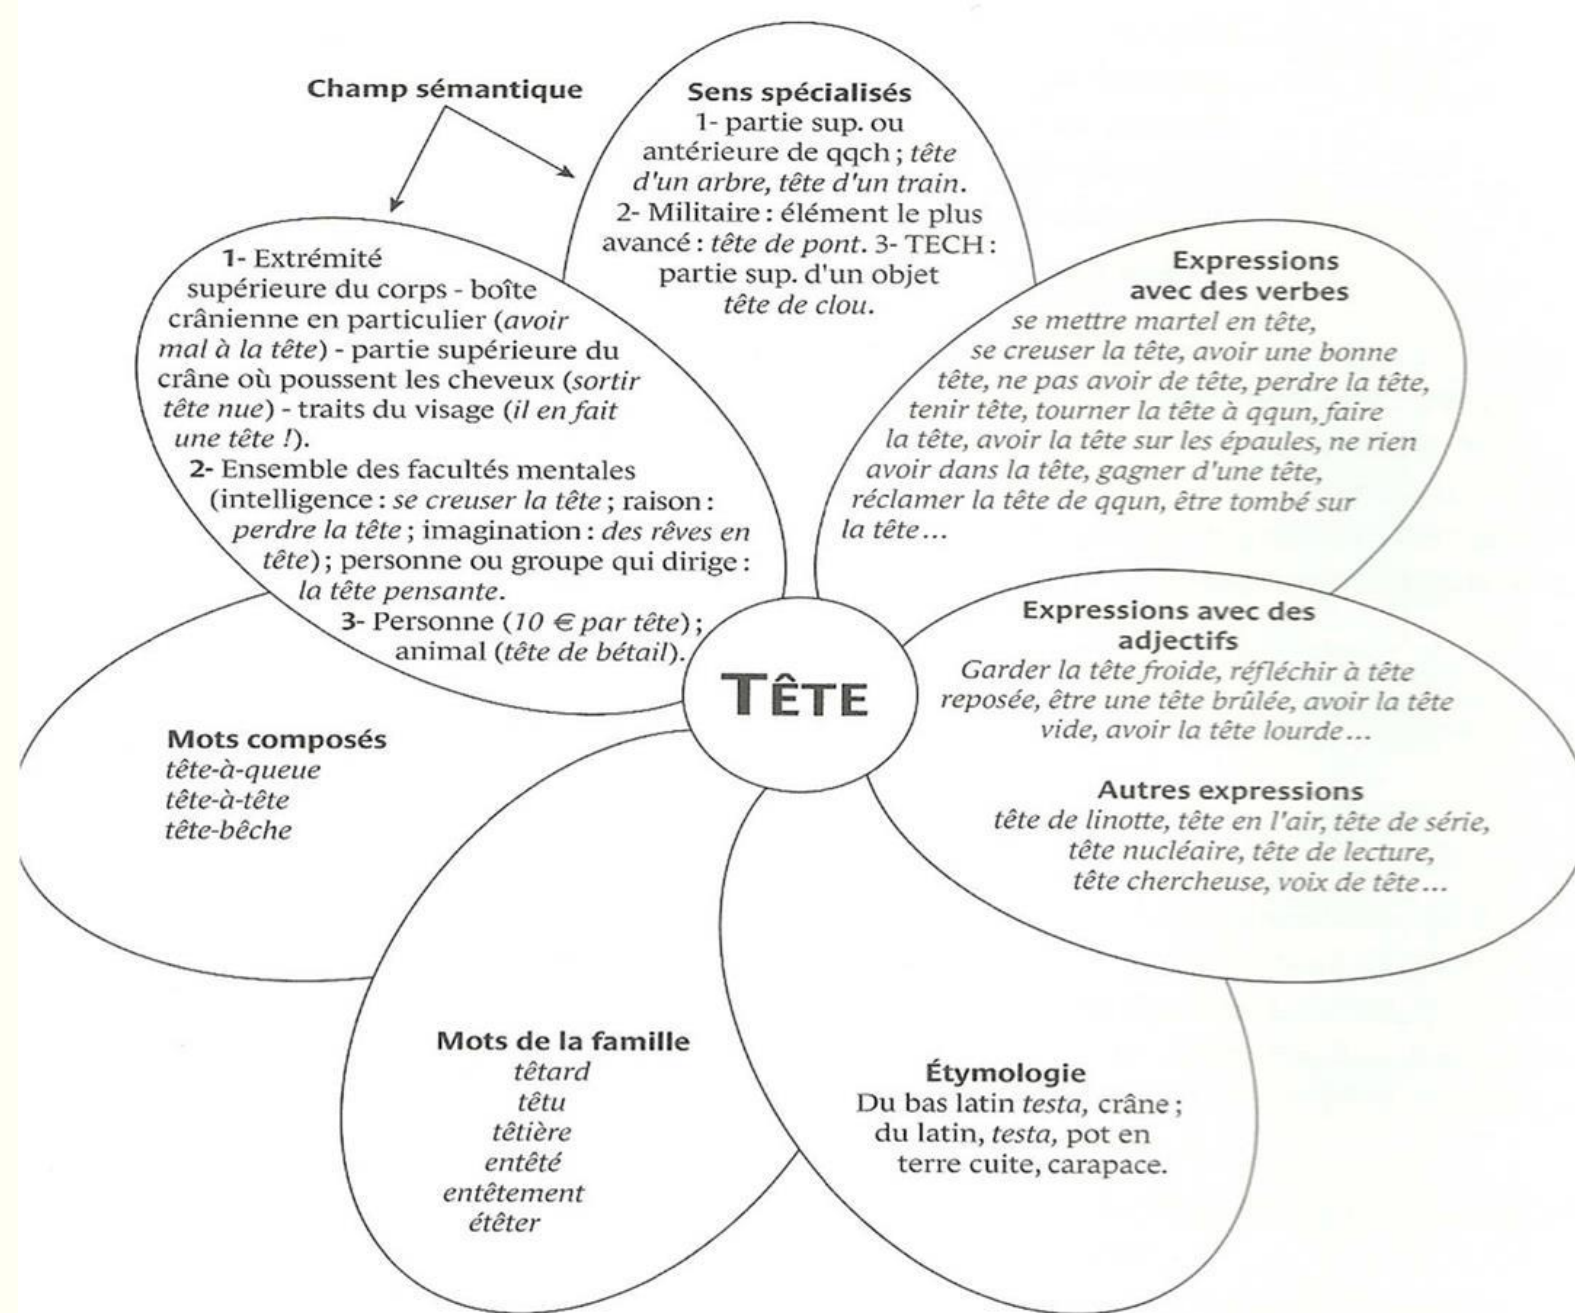 Champ sémantique
Sens spécialisés
1- partie sup. ou
antérieure de qqch ; tête
d'un arbre, tête d'un train.
2- Militaire : élément le plus
avancé : tête de pont. 3- TECH :
partie sup. d'un objet
tête de clou.
1- Extrémité
supérieure du corps - boîte
crânienne en particulier (avoir
mal à la tête) - partie supérieure du
crâne où poussent les cheveux (sortir
tête nue) - traits du visage (il en fait
une tête !).
2- Ensemble des facultés mentales
(intelligence : se creuser la tête ; raison :
perdre la tête ; imagination : des rêves en
tête) ; personne ou groupe qui dirige :
la tête pensante.
3- Personne (10 € par tête) ;
animal (tête de bétail).
Expressions
avec des verbes
se mettre martel en tête,
se creuser la tête, avoir une bonne
tête, ne pas avoir de tête, perdre la tête,
tenir tête, tourner la tête à qqun, faire
la tête, avoir la tête sur les épaules, ne rien
avoir dans la tête, gagner d'une tête,
réclamer la tête de qqun, être tombé sur
la tête...
TÊTE
Expressions avec des
adjectifs
Garder la tête froide, réfléchir à tête
reposée, être une tête brûlée, avoir la tête
vide, avoir la tête lourde...
Autres expressions
tête de linotte, tête en l'air, tête de série,
tête nucléaire, tête de lecture,
tête chercheuse, voix de tête...
Mots composés
tête-à-queue
tête-à-tête
tête-bêche
Mots de la famille
têtard
têtu
têtière
entêté
entêtement
étêter
Étymologie
Du bas latin testa, crâne ;
du latin, testa, pot en
terre cuite, carapace.